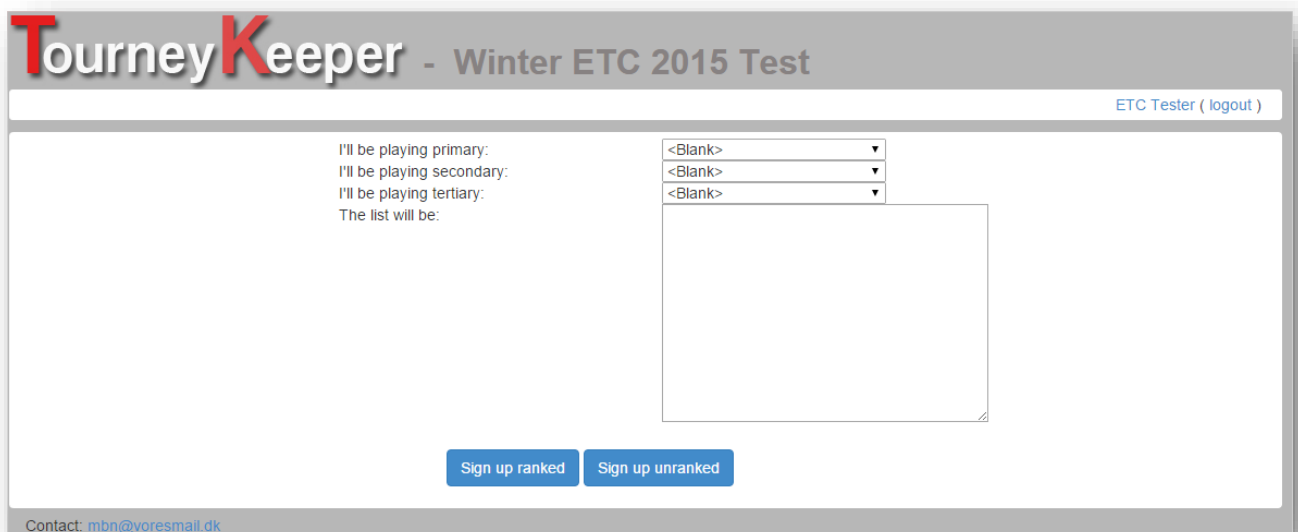 TourneyKeeper - Winter ETC 2015 Test
ETC Tester ( logout )
I'll be playing primary: <Blank>
I'll be playing secondary: <Blank>
I'll be playing tertiary: <Blank>
The list will be:
Sign up ranked Sign up unranked
Contact: mbn@voresmail.dk